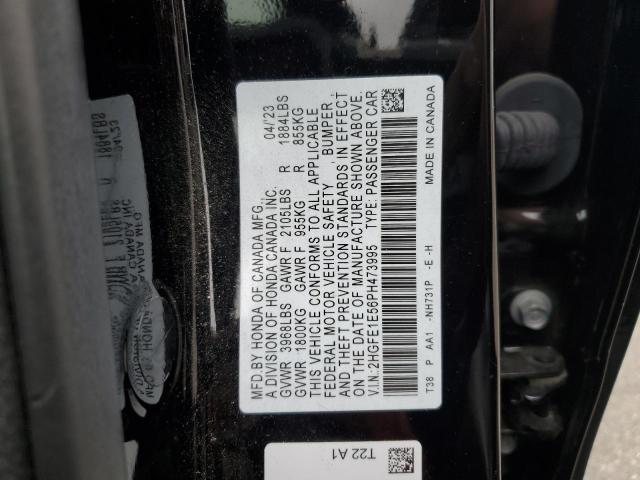 MFD.BY HONDA OF CANADA MFG., 04/'23
A DIVISION OF HONDA CANADA INC.
GVWR 3968LBS GAWR F 2105LBS R 1884LBS
GVWR 1800KG GAWR F 955KG R 855KG
THIS VEHICLE CONFORMS TO ALL APPLICABLE
FEDERAL MOTOR VEHICLE SAFETY, BUMPER,
AND THEFT PREVENTION STANDARDS IN EFFECT
ON THE DATE OF MANUFACTURE SHOWN ABOVE.
V.I.N.:2HGFE1E56PH473995 TYPE: PASSENGER CAR
T38 P AA1 -NH731P -E -H MADE IN CANADA
T22 A1